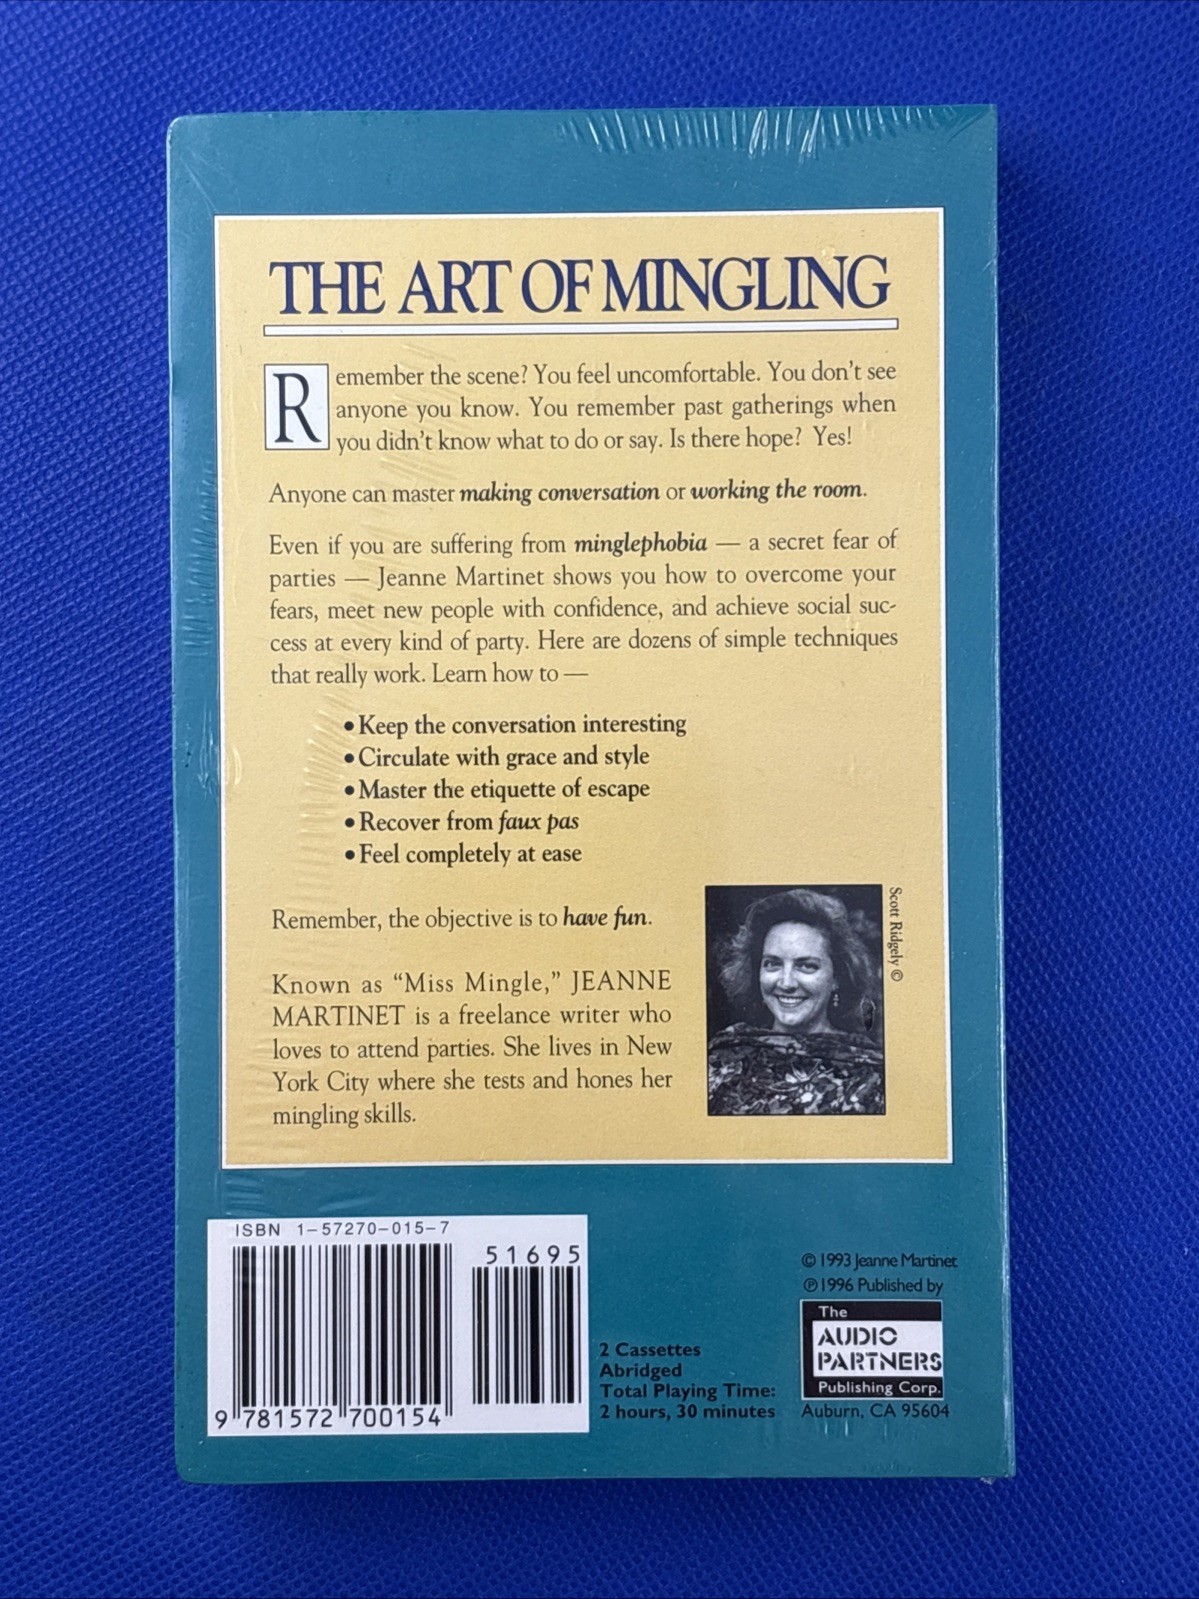 THE ART OF MINGLING
Remember the scene? You feel uncomfortable. You don't see
anyone you know. You remember past gatherings when
you didn't know what to do or say. Is there hope? Yes!
Anyone can master making conversation or working the room.
Even if you are suffering from minglephobia — a secret fear of
parties — Jeanne Martinet shows you how to overcome your
fears, meet new people with confidence, and achieve social suc-
cess at every kind of party. Here are dozens of simple techniques
that really work. Learn how to —
• Keep the conversation interesting
• Circulate with grace and style
• Master the etiquette of escape
• Recover from faux pas
• Feel completely at ease
Remember, the objective is to have fun.
Known as “Miss Mingle,” JEANNE
MARTINET is a freelance writer who
loves to attend parties. She lives in New
York City where she tests and hones her
mingling skills.
Scott Ridgely ©
ISBN 1-57270-015-7
51695
9 781572 700154
2 Cassettes
Abridged
Total Playing Time:
2 hours, 30 minutes
© 1993 Jeanne Martinet
℗1996 Published by
The
AUDIO
PARTNERS
Publishing Corp.
Auburn, CA 95604